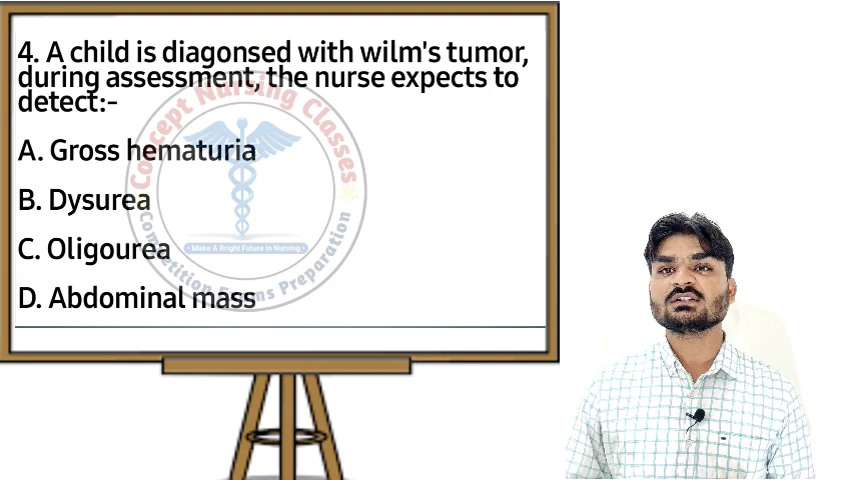 4. A child is diagonsed with wilm's tumor,
during assessment, the nurse expects to
detect:-
A. Gross hematuria
B. Dysurea
C. Oligourea
D. Abdominal mass
Concept Nursing Classes
• Make A Bright Future in Nursing •
Competition Exams Preparation